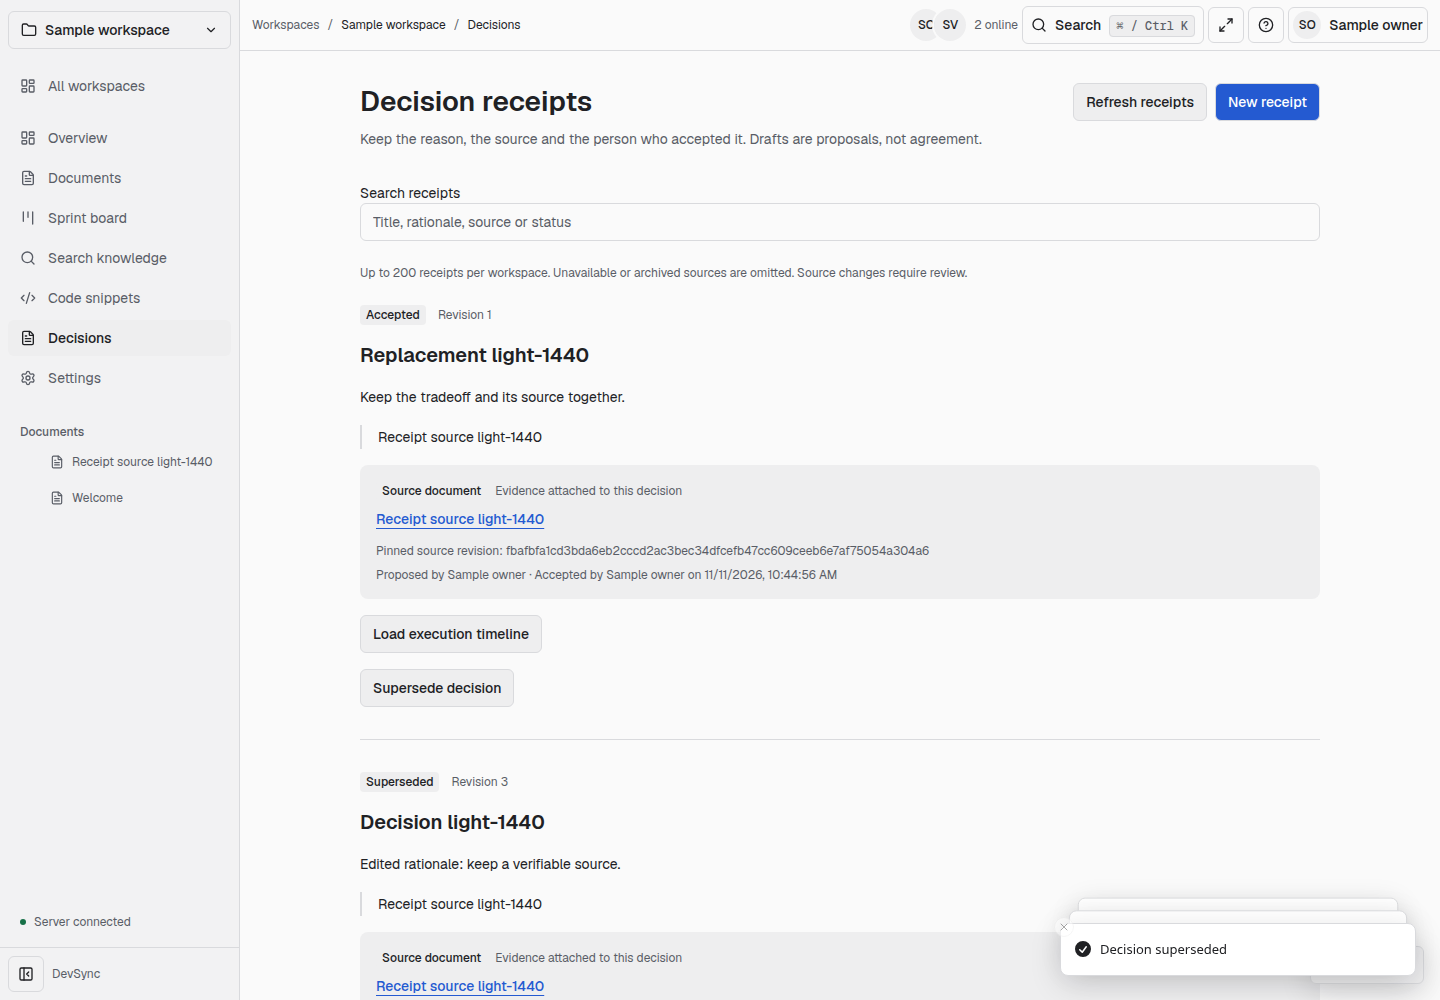 Sample workspace
All workspaces
Overview
Documents
Sprint board
Search knowledge
Code snippets
Decisions
Settings
Documents
Receipt source light-1440
Welcome
Server connected
DevSync
Workspaces / Sample workspace / Decisions
SO SV 2 online
Search ⌘ / Ctrl K
SO Sample owner
Decision receipts
Refresh receipts
New receipt
Keep the reason, the source and the person who accepted it. Drafts are proposals, not agreement.
Search receipts
Title, rationale, source or status
Up to 200 receipts per workspace. Unavailable or archived sources are omitted. Source changes require review.
Accepted Revision 1
Replacement light-1440
Keep the tradeoff and its source together.
Receipt source light-1440
Source document Evidence attached to this decision
Receipt source light-1440
Pinned source revision: fbafbfa1cd3bda6eb2cccd2ac3bec34dfcefb47cc609ceeb6e7af75054a304a6
Proposed by Sample owner · Accepted by Sample owner on 11/11/2026, 10:44:56 AM
Load execution timeline
Supersede decision
Superseded Revision 3
Decision light-1440
Edited rationale: keep a verifiable source.
Receipt source light-1440
Source document Evidence attached to this decision
Receipt source light-1440
Decision superseded